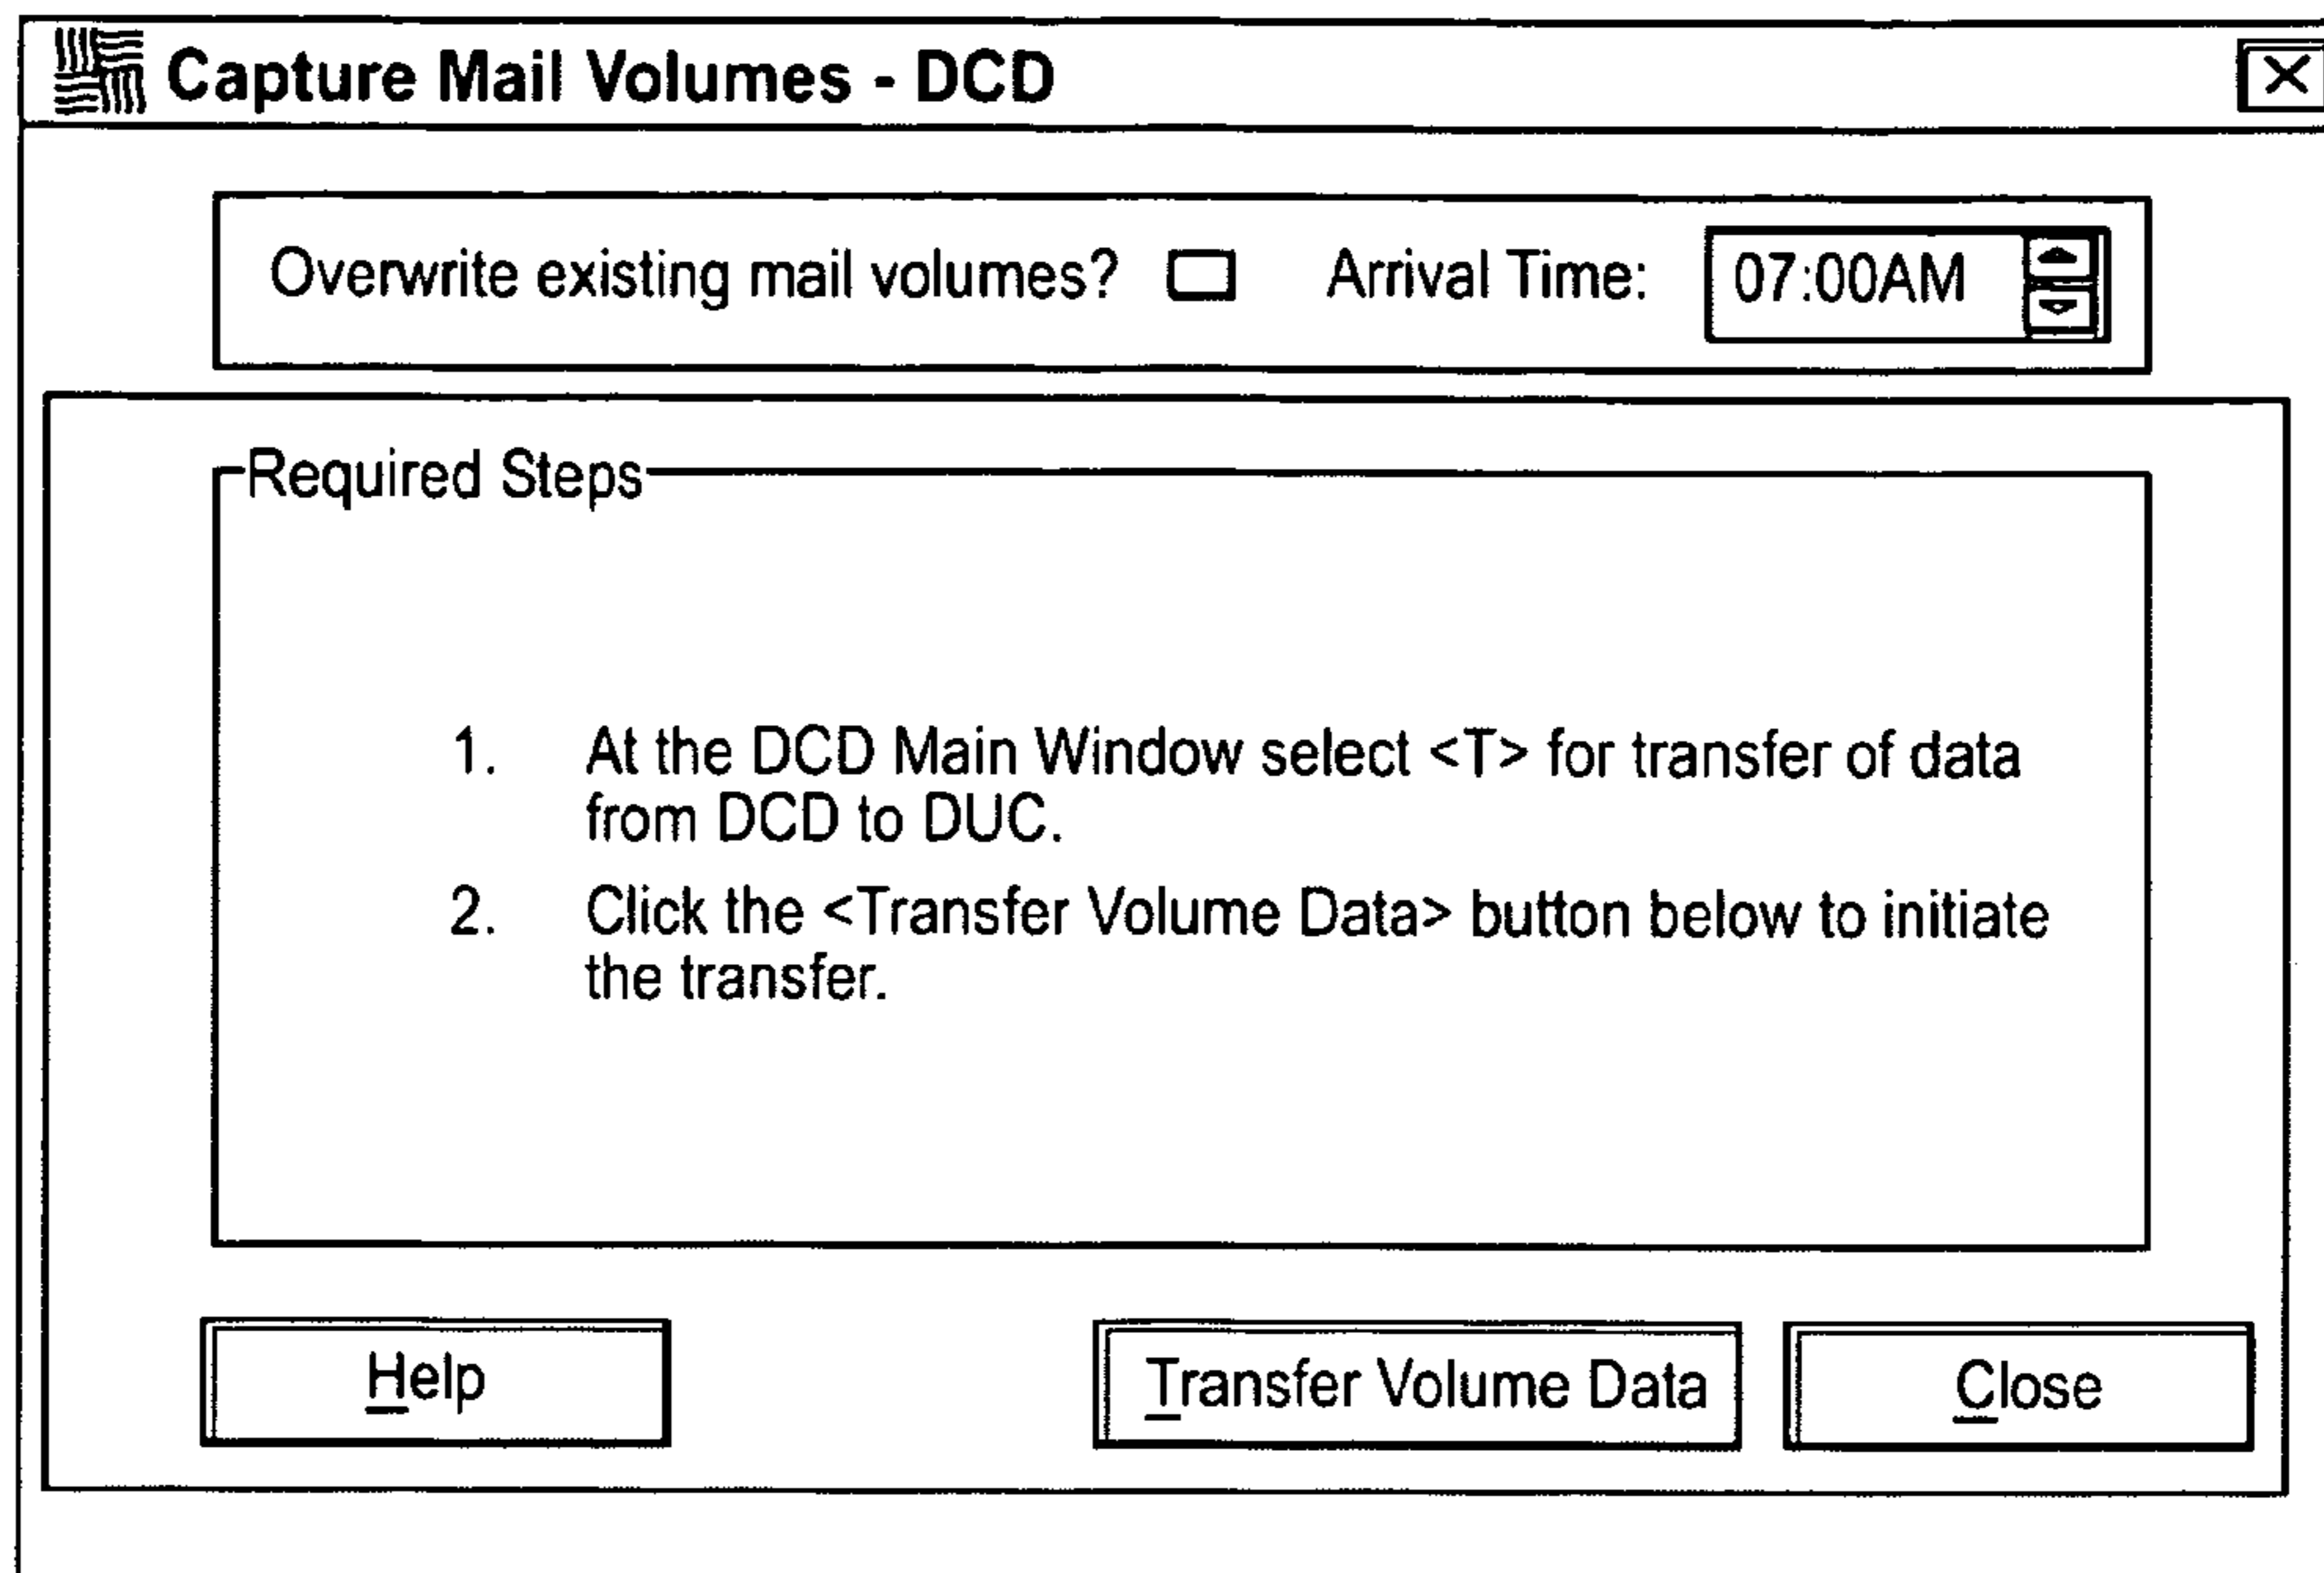 Capture Mail Volumes - DCD
Overwrite existing mail volumes? Arrival Time: 07:00AM
Required Steps
1. At the DCD Main Window select <T> for transfer of data
from DCD to DUC.
2. Click the <Transfer Volume Data> button below to initiate
the transfer.
Help Transfer Volume Data Close